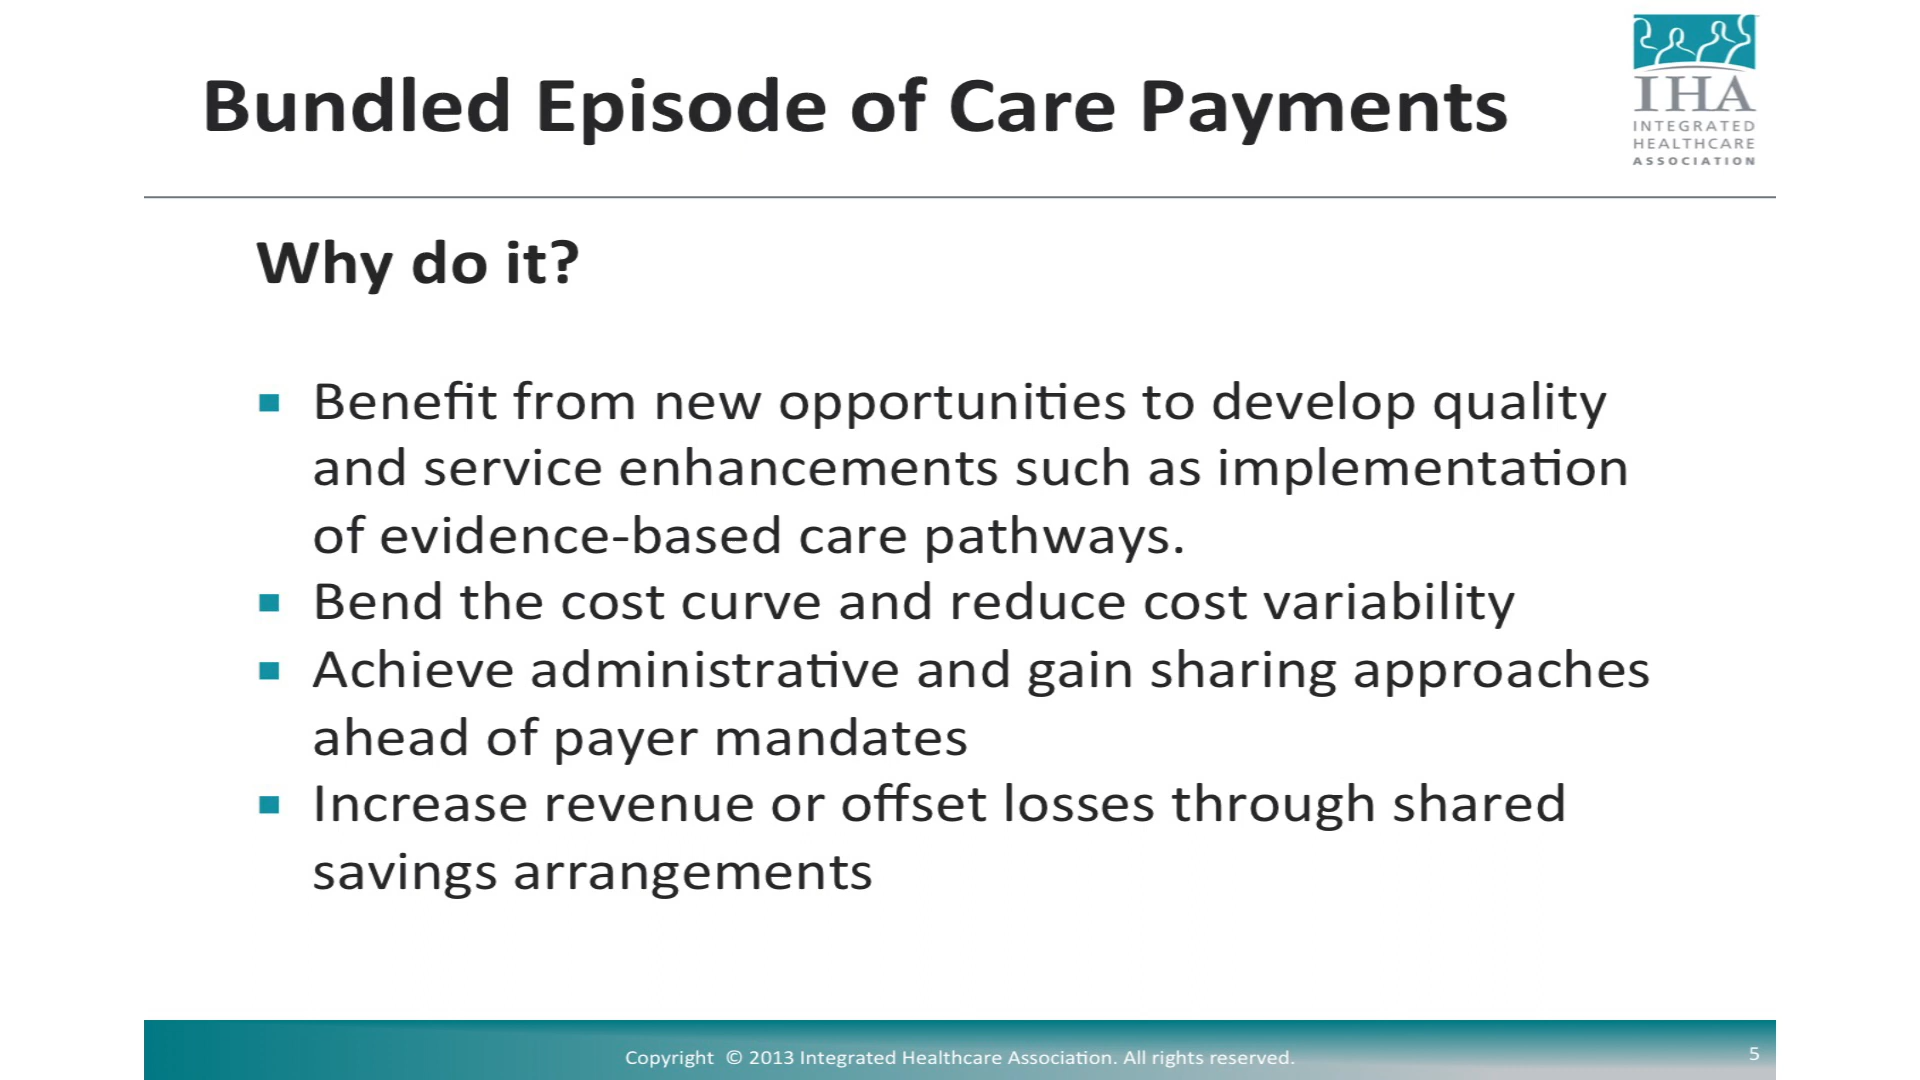 Bundled Episode of Care Payments
IHA
INTEGRATED
HEALTHCARE
ASSOCIATION
Why do it?
Benefit from new opportunities to develop quality
and service enhancements such as implementation
of evidence-based care pathways.
Bend the cost curve and reduce cost variability
Achieve administrative and gain sharing approaches
ahead of payer mandates
Increase revenue or offset losses through shared
savings arrangements
Copyright © 2013 Integrated Healthcare Association. All rights reserved.
5